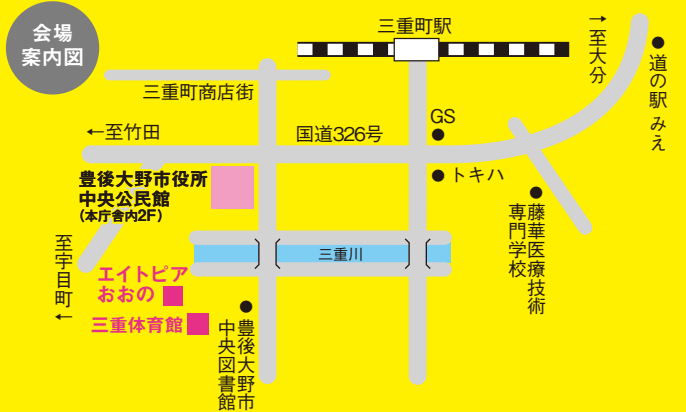 会場
案内図
三重町駅
→至大分
道の駅 みえ
三重町商店街
GS
←至竹田
国道326号
トキハ
豊後大野市役所
中央公民館
(本庁舎内2F)
藤華医療技術
専門学校
至宇目町←
三重川
エイトピア
おおの
三重体育館
豊後大野市
中央図書館